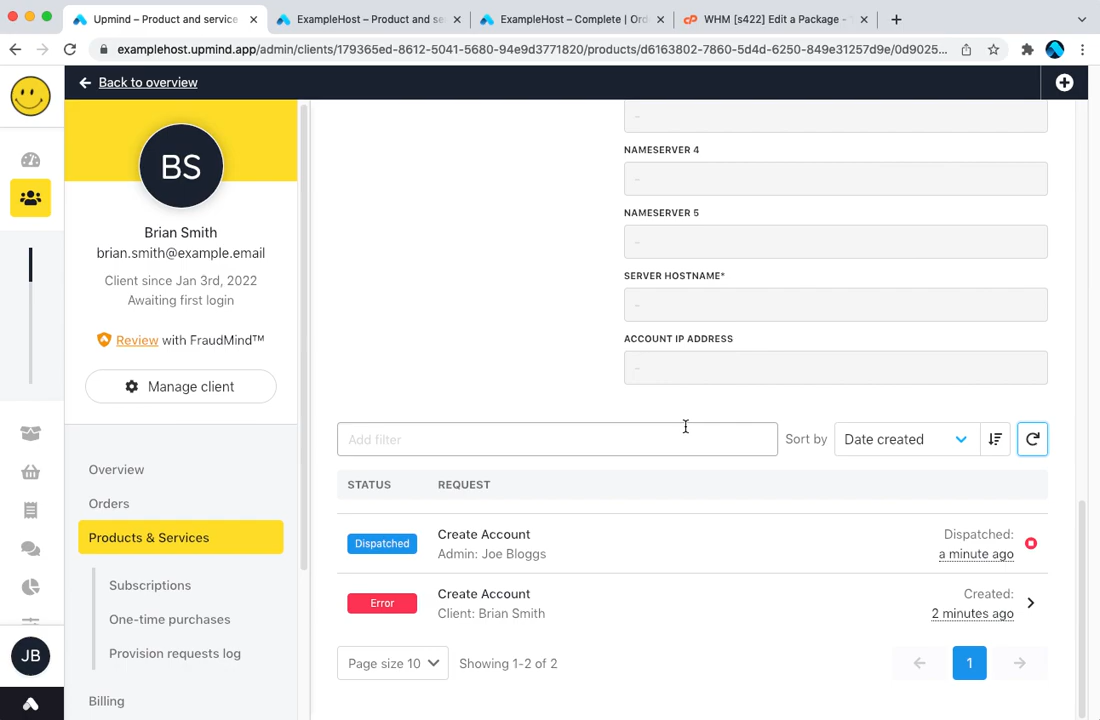 Upmind – Product and service
ExampleHost – Product and se
ExampleHost – Complete | Ord
WHM [s422] Edit a Package -
examplehost.upmind.app/admin/clients/179365ed-8612-5041-5680-94e9d3771820/products/d6163802-7860-5d4d-6250-849e31257d9e/0d9025...
Back to overview
BS
Brian Smith
brian.smith@example.email
Client since Jan 3rd, 2022
Awaiting first login
Review with FraudMind™
Manage client
Overview
Orders
Products & Services
Subscriptions
One-time purchases
Provision requests log
Billing
JB
-
NAMESERVER 4
-
NAMESERVER 5
-
SERVER HOSTNAME*
-
ACCOUNT IP ADDRESS
-
Add filter
Sort by
Date created
STATUS
REQUEST
Dispatched
Create Account
Admin: Joe Bloggs
Dispatched:
a minute ago
Error
Create Account
Client: Brian Smith
Created:
2 minutes ago
Page size 10
Showing 1-2 of 2
1